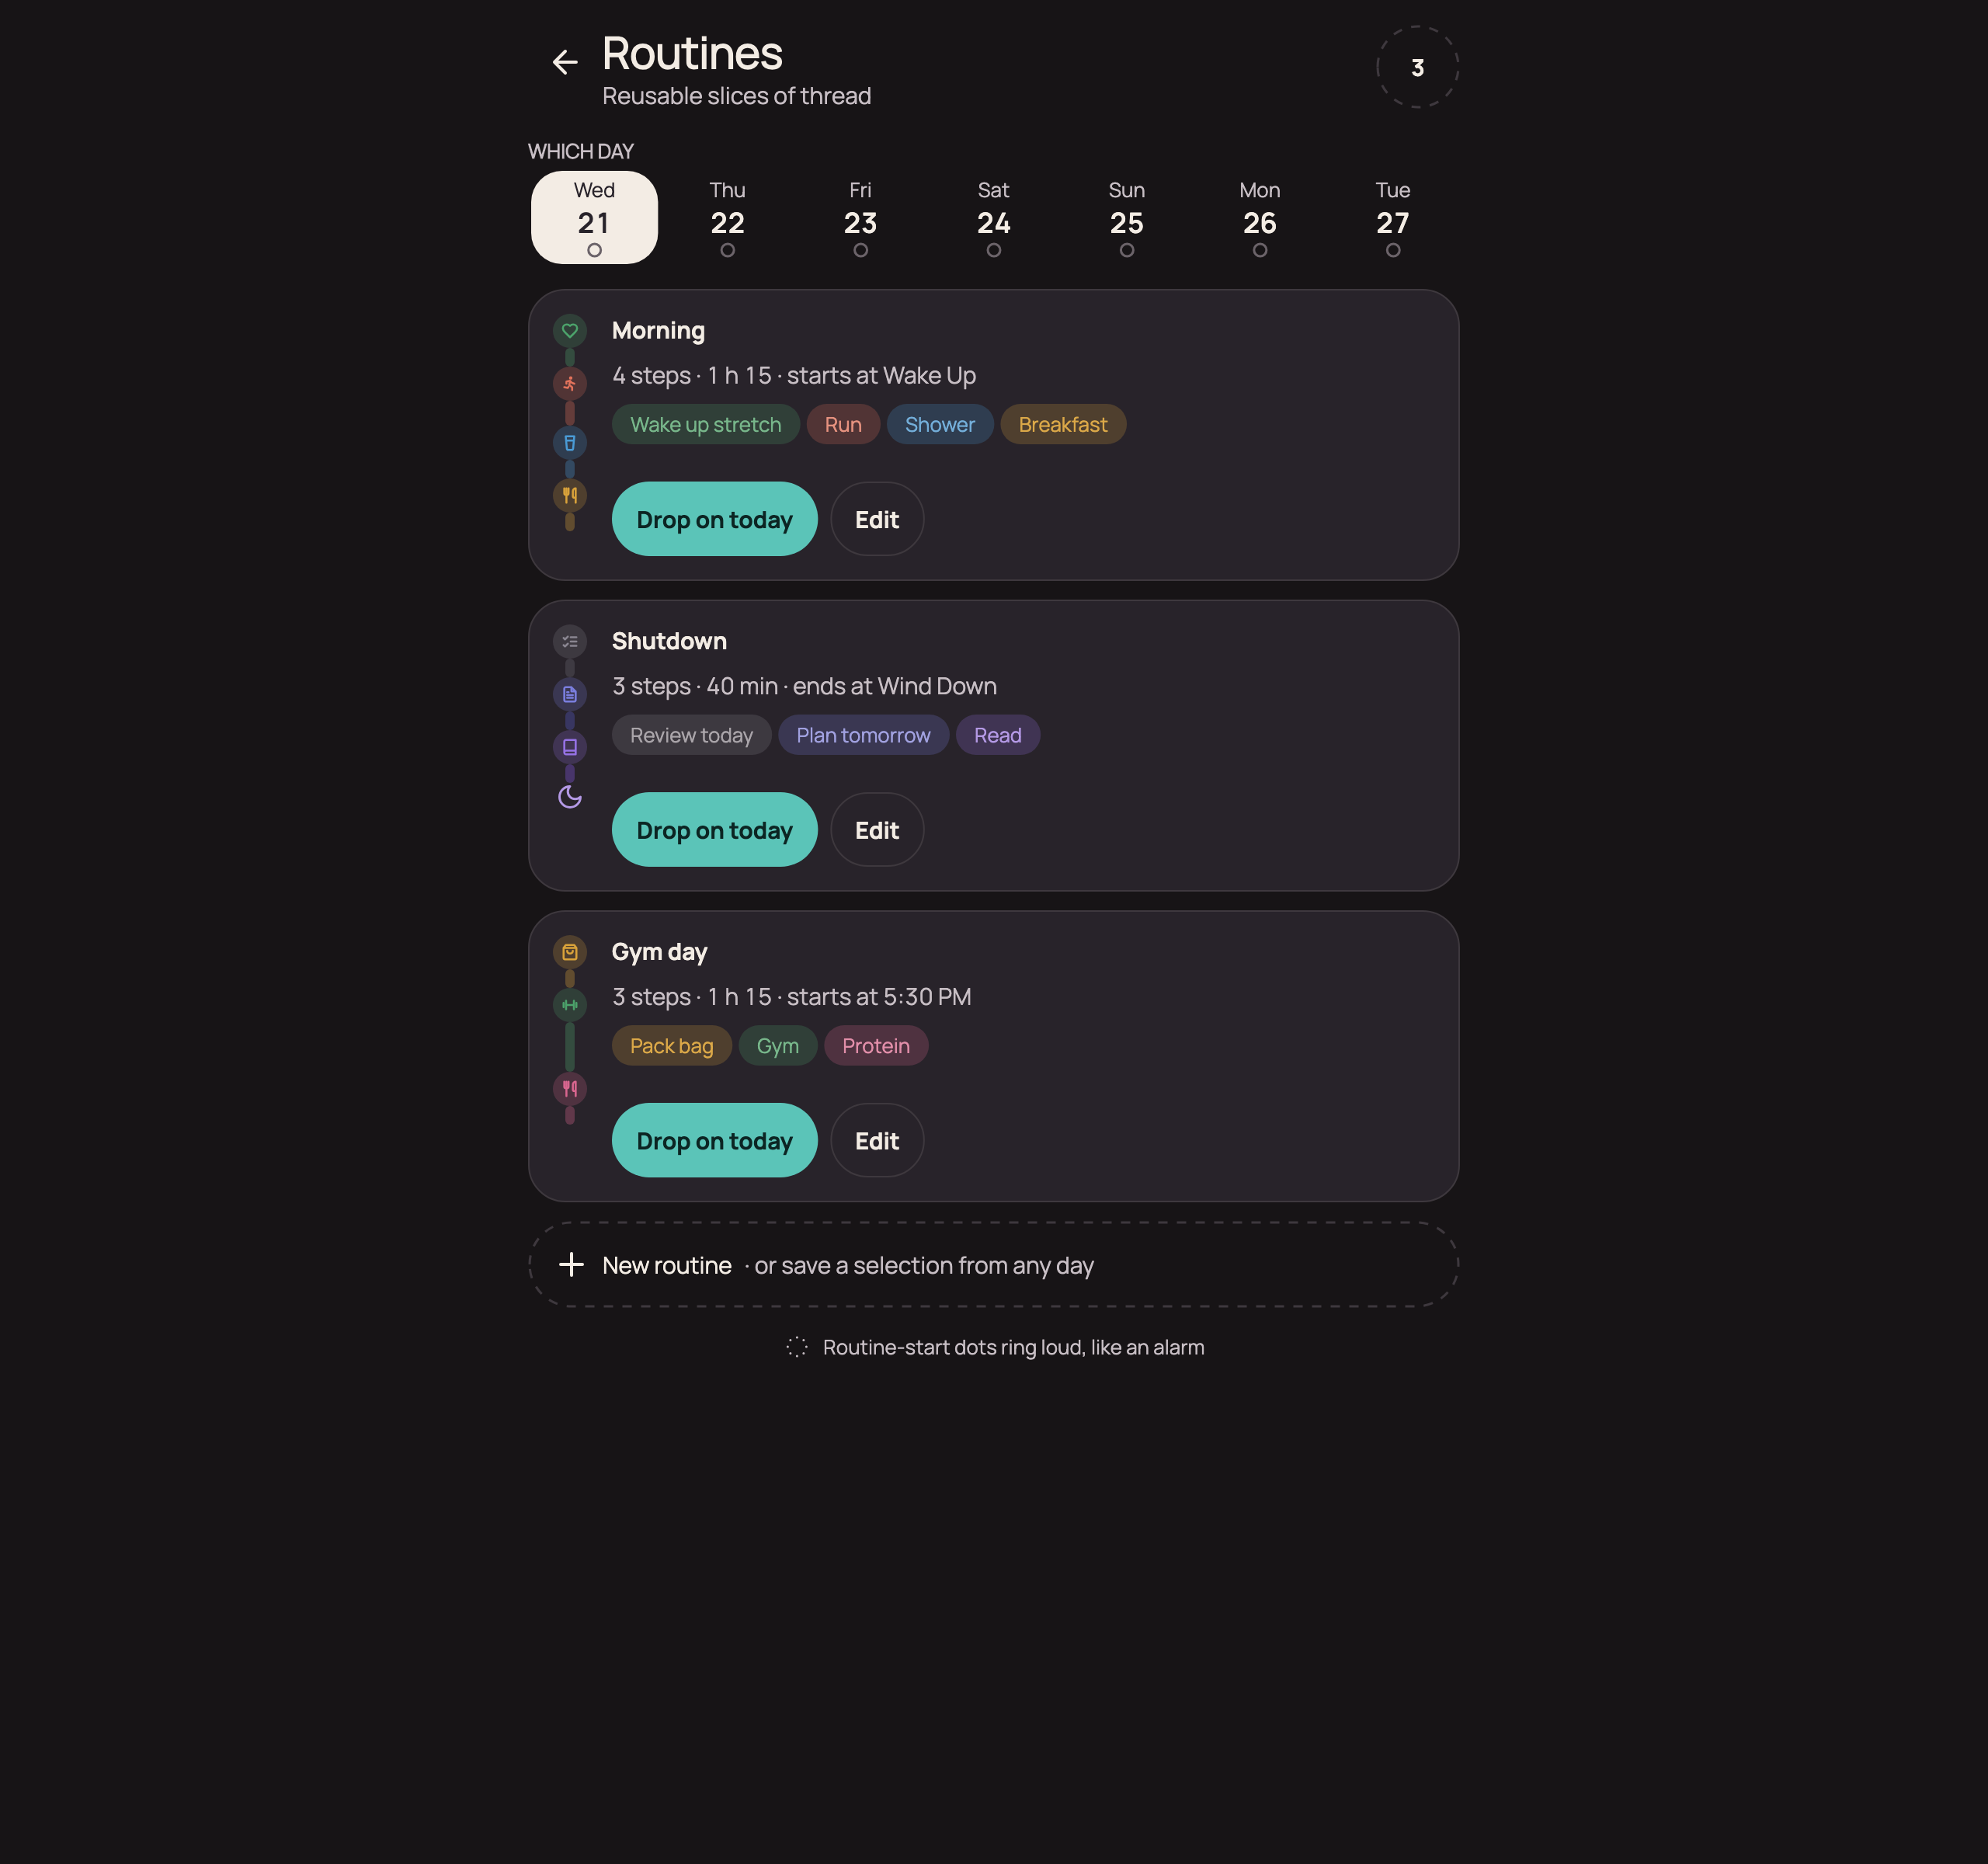 Routines
Reusable slices of thread
3
WHICH DAY
Wed Thu Fri Sat Sun Mon Tue
21 22 23 24 25 26 27
Morning
4 steps · 1 h 15 · starts at Wake Up
Wake up stretch Run Shower Breakfast
Drop on today Edit
Shutdown
3 steps · 40 min · ends at Wind Down
Review today Plan tomorrow Read
Drop on today Edit
Gym day
3 steps · 1 h 15 · starts at 5:30 PM
Pack bag Gym Protein
Drop on today Edit
New routine · or save a selection from any day
Routine-start dots ring loud, like an alarm